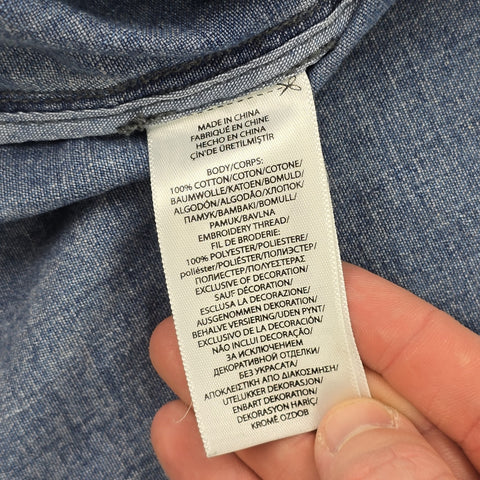 MADE IN CHINA
FABRIQUÉ EN CHINE
HECHO EN CHINA
ÇİN'DE ÜRETİLMİŞTİR
BODY/CORPS:
100% COTTON/COTON/COTONE/
BAUMWOLLE/KATOEN/BOMULD/
ALGODÓN/ALGODÃO/ХЛОПОК/
ПАМУК/ΒΑΜΒΑΚΙ/BOMULL/
PAMUK/BAVLNA
EMBROIDERY THREAD/
FIL DE BRODERIE:
100% POLYESTER/POLIESTERE/
poliéster/POLIÉSTER/ПОЛИЭСТЕР/
ПОЛИЕСТЕР/ΠΟΛΥΕΣΤΕΡΑΣ
EXCLUSIVE OF DECORATION/
SAUF DÉCORATION/
ESCLUSA LA DECORAZIONE/
AUSGENOMMEN DEKORATION/
BEHALVE VERSIERING/UDEN PYNT/
EXCLUSIVO DE LA DECORACIÓN/
NÃO INCLUI DECORAÇÃO/
ЗА ИСКЛЮЧЕНИЕМ
ДЕКОРАТИВНОЙ ОТДЕЛКИ/
БЕЗ УКРАСАТА/
ΑΠΟΚΛΕΙΣΤΙΚΗ ΑΠΟ ΔΙΑΚΟΣΜΗΣΗ/
UTELUKKER DEKORASJON/
ENBART DEKORATION/
DEKORASYON HARİÇ/
KROMĚ OZDOB